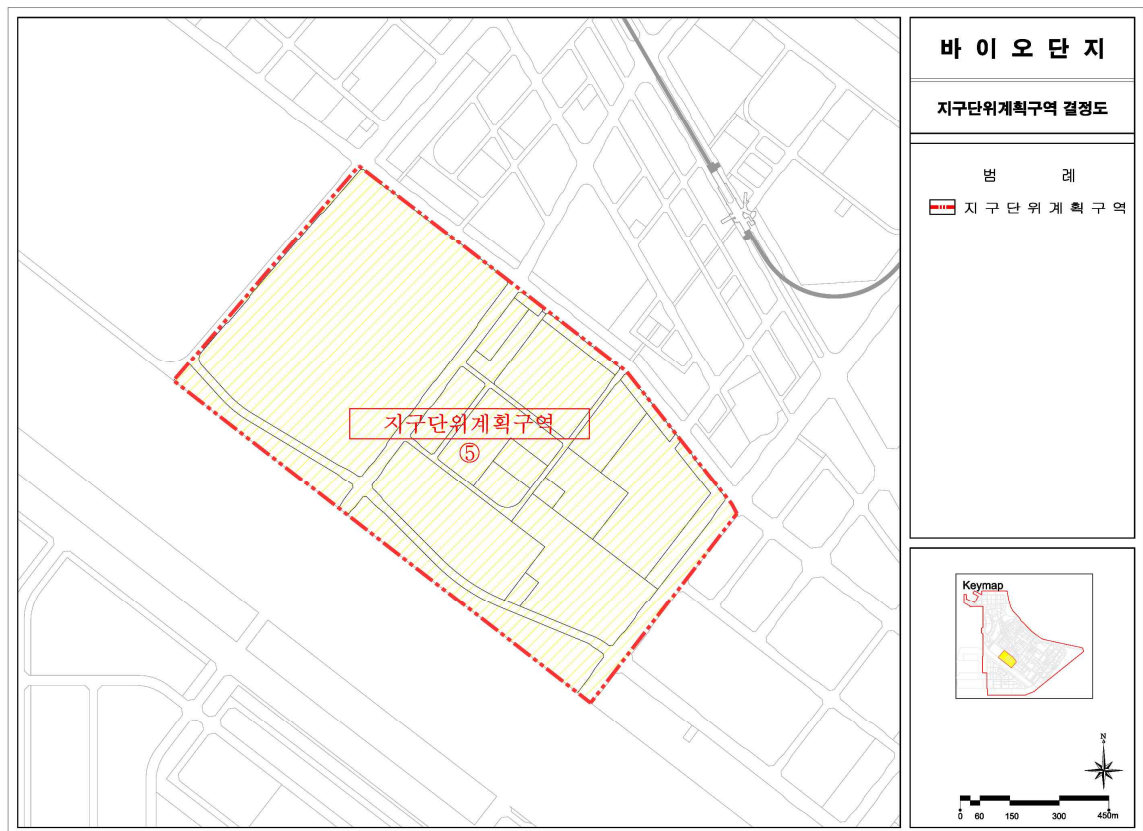 바 이 오 단 지
지구단위계획구역 결정도
범 례
지 구 단 위 계 획 구 역
지구단위계획구역
⑤
Keymap
N
0 60 150 300 450m